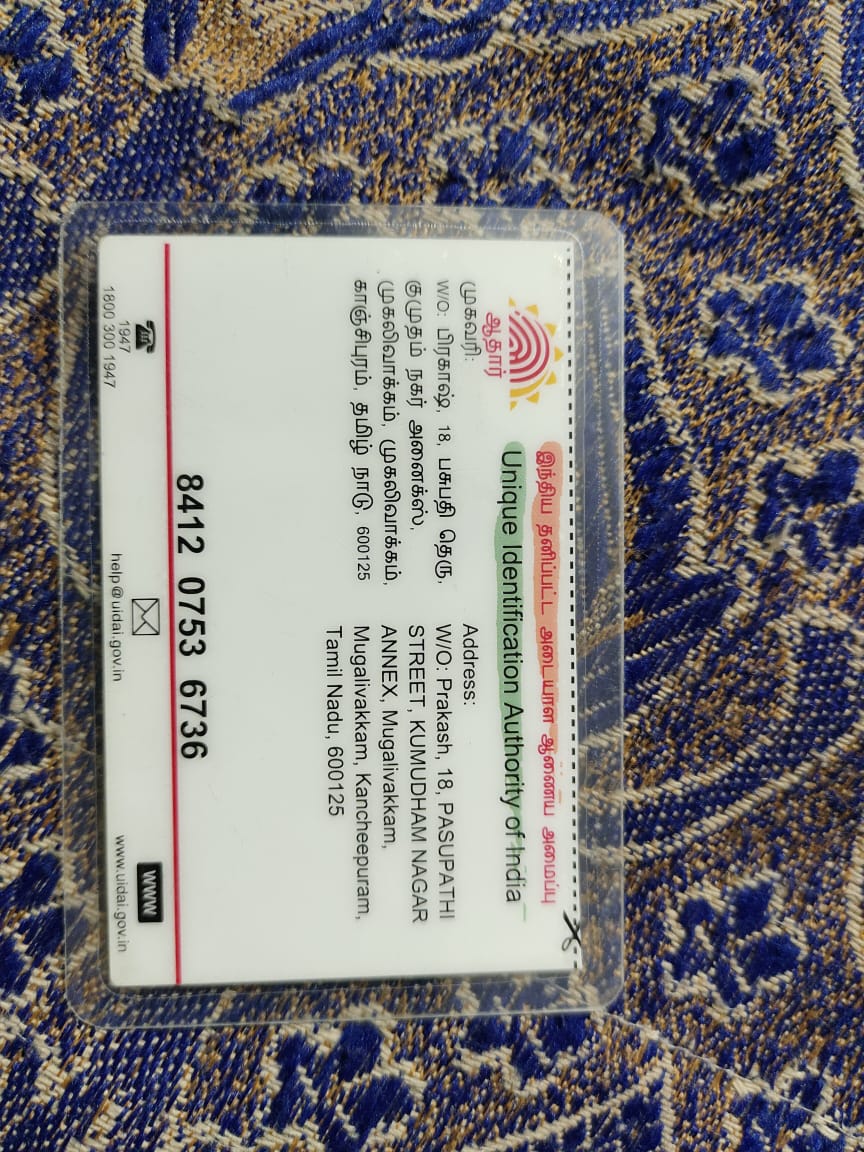 இந்திய தனிப்பட்ட அடையாள ஆணைய அமைப்பு
Unique Identification Authority of India
ஆதார்
முகவரி:
W/O: பிரகாஷ், 18, பசுபதி தெரு,
குமுதம் நகர் அனைக்ஸ்,
முகலிவாக்கம், முகலிவாக்கம்,
காஞ்சிபுரம், தமிழ் நாடு, 600125
Address:
W/O: Prakash, 18, PASUPATHI
STREET, KUMUDHAM NAGAR
ANNEX, Mugalivakkam,
Mugalivakkam, Kancheepuram,
Tamil Nadu, 600125
8412 0753 6736
1947
1800 300 1947
help@uidai.gov.in
WWW
www.uidai.gov.in